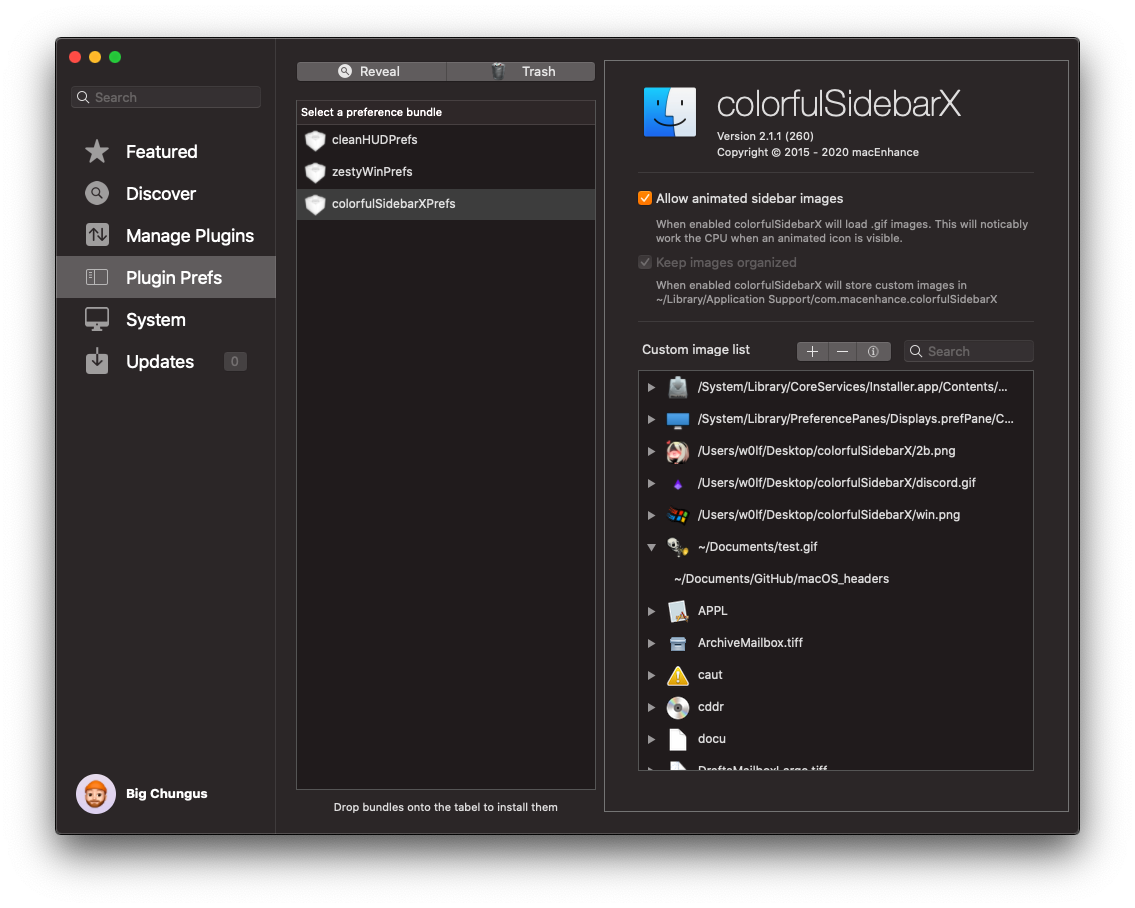 Search
Featured
Discover
Manage Plugins
Plugin Prefs
System
Updates
0
Big Chungus
Reveal
Trash
Select a preference bundle
cleanHUDPrefs
zestyWinPrefs
colorfulSidebarXPrefs
Drop bundles onto the tabel to install them
colorfulSidebarX
Version 2.1.1 (260)
Copyright © 2015 - 2020 macEnhance
Allow animated sidebar images
When enabled colorfulSidebarX will load .gif images. This will noticably
work the CPU when an animated icon is visible.
Keep images organized
When enabled colorfulSidebarX will store custom images in
~/Library/Application Support/com.macenhance.colorfulSidebarX
Custom image list
Search
/System/Library/CoreServices/Installer.app/Contents/...
/System/Library/PreferencePanes/Displays.prefPane/C...
/Users/w0lf/Desktop/colorfulSidebarX/2b.png
/Users/w0lf/Desktop/colorfulSidebarX/discord.gif
/Users/w0lf/Desktop/colorfulSidebarX/win.png
~/Documents/test.gif
~/Documents/GitHub/macOS_headers
APPL
ArchiveMailbox.tiff
caut
cddr
docu
DraftsMailboxLarge.tiff